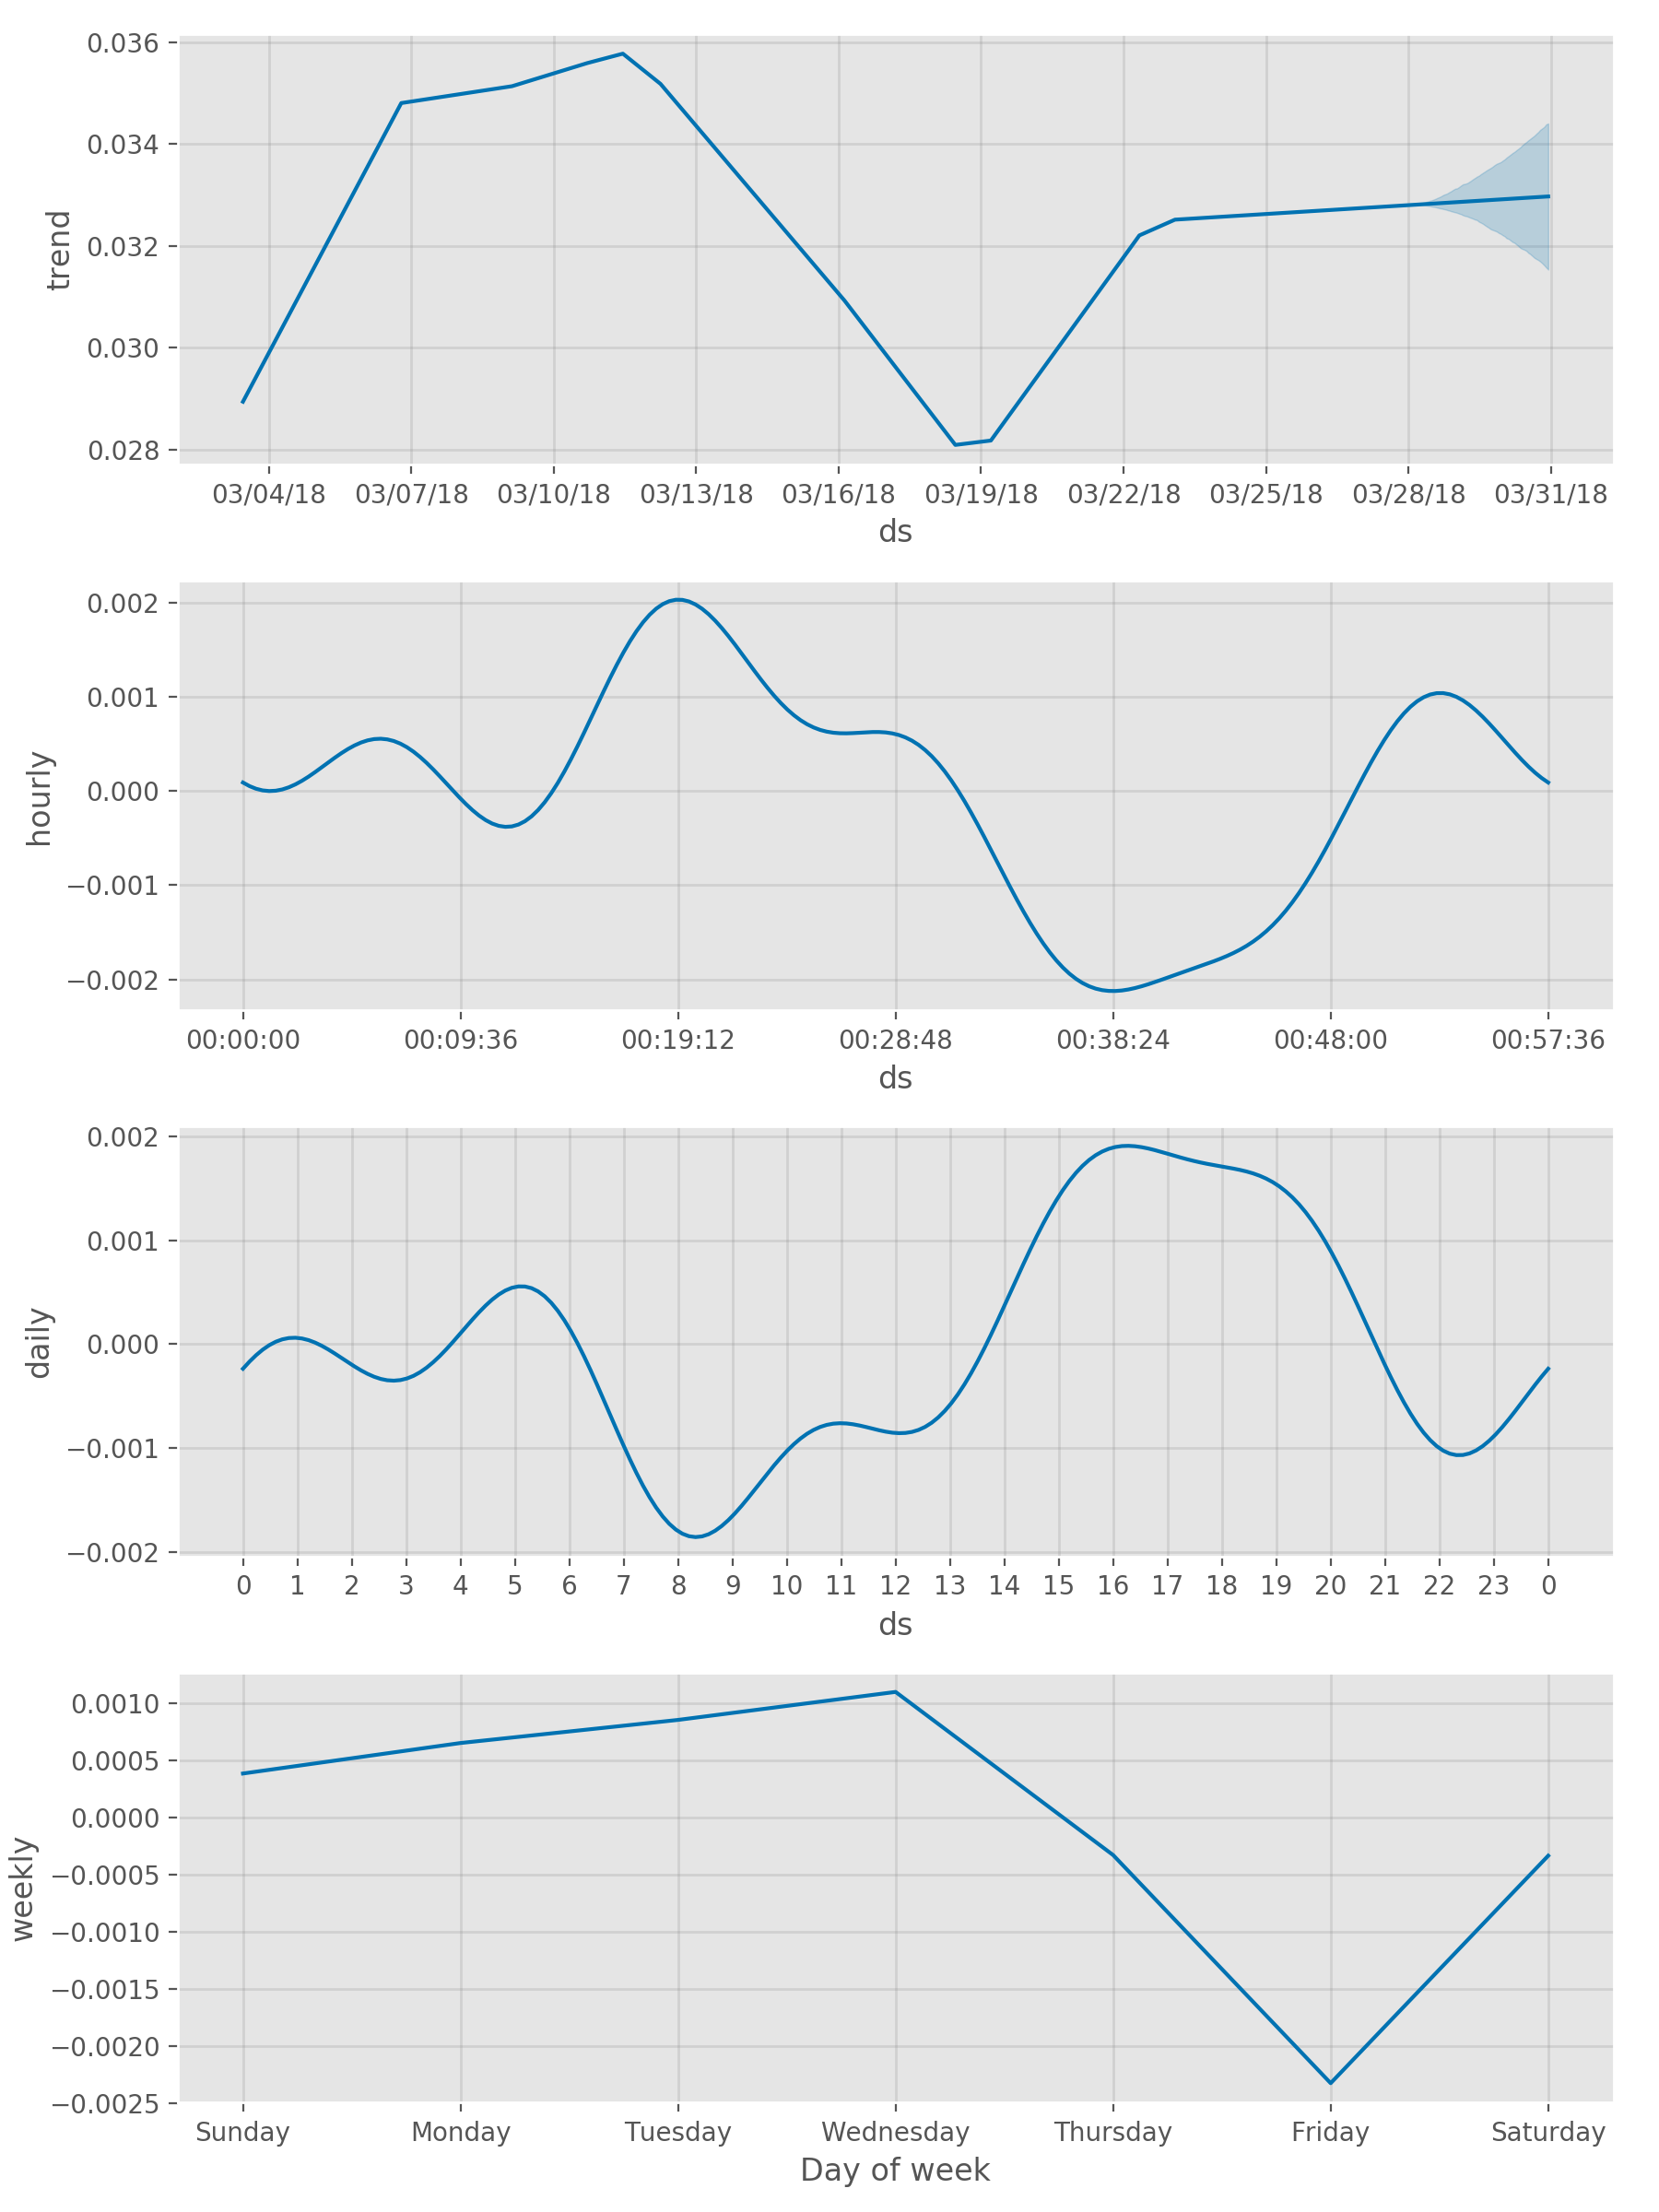 trend
0.036
0.034
0.032
0.030
0.028
03/04/18 03/07/18 03/10/18 03/13/18 03/16/18 03/19/18 03/22/18 03/25/18 03/28/18 03/31/18
ds
hourly
0.002
0.001
0.000
−0.001
−0.002
00:00:00 00:09:36 00:19:12 00:28:48 00:38:24 00:48:00 00:57:36
ds
daily
0.002
0.001
0.000
−0.001
−0.002
0 1 2 3 4 5 6 7 8 9 10 11 12 13 14 15 16 17 18 19 20 21 22 23 0
ds
weekly
0.0010
0.0005
0.0000
−0.0005
−0.0010
−0.0015
−0.0020
−0.0025
Sunday Monday Tuesday Wednesday Thursday Friday Saturday
Day of week